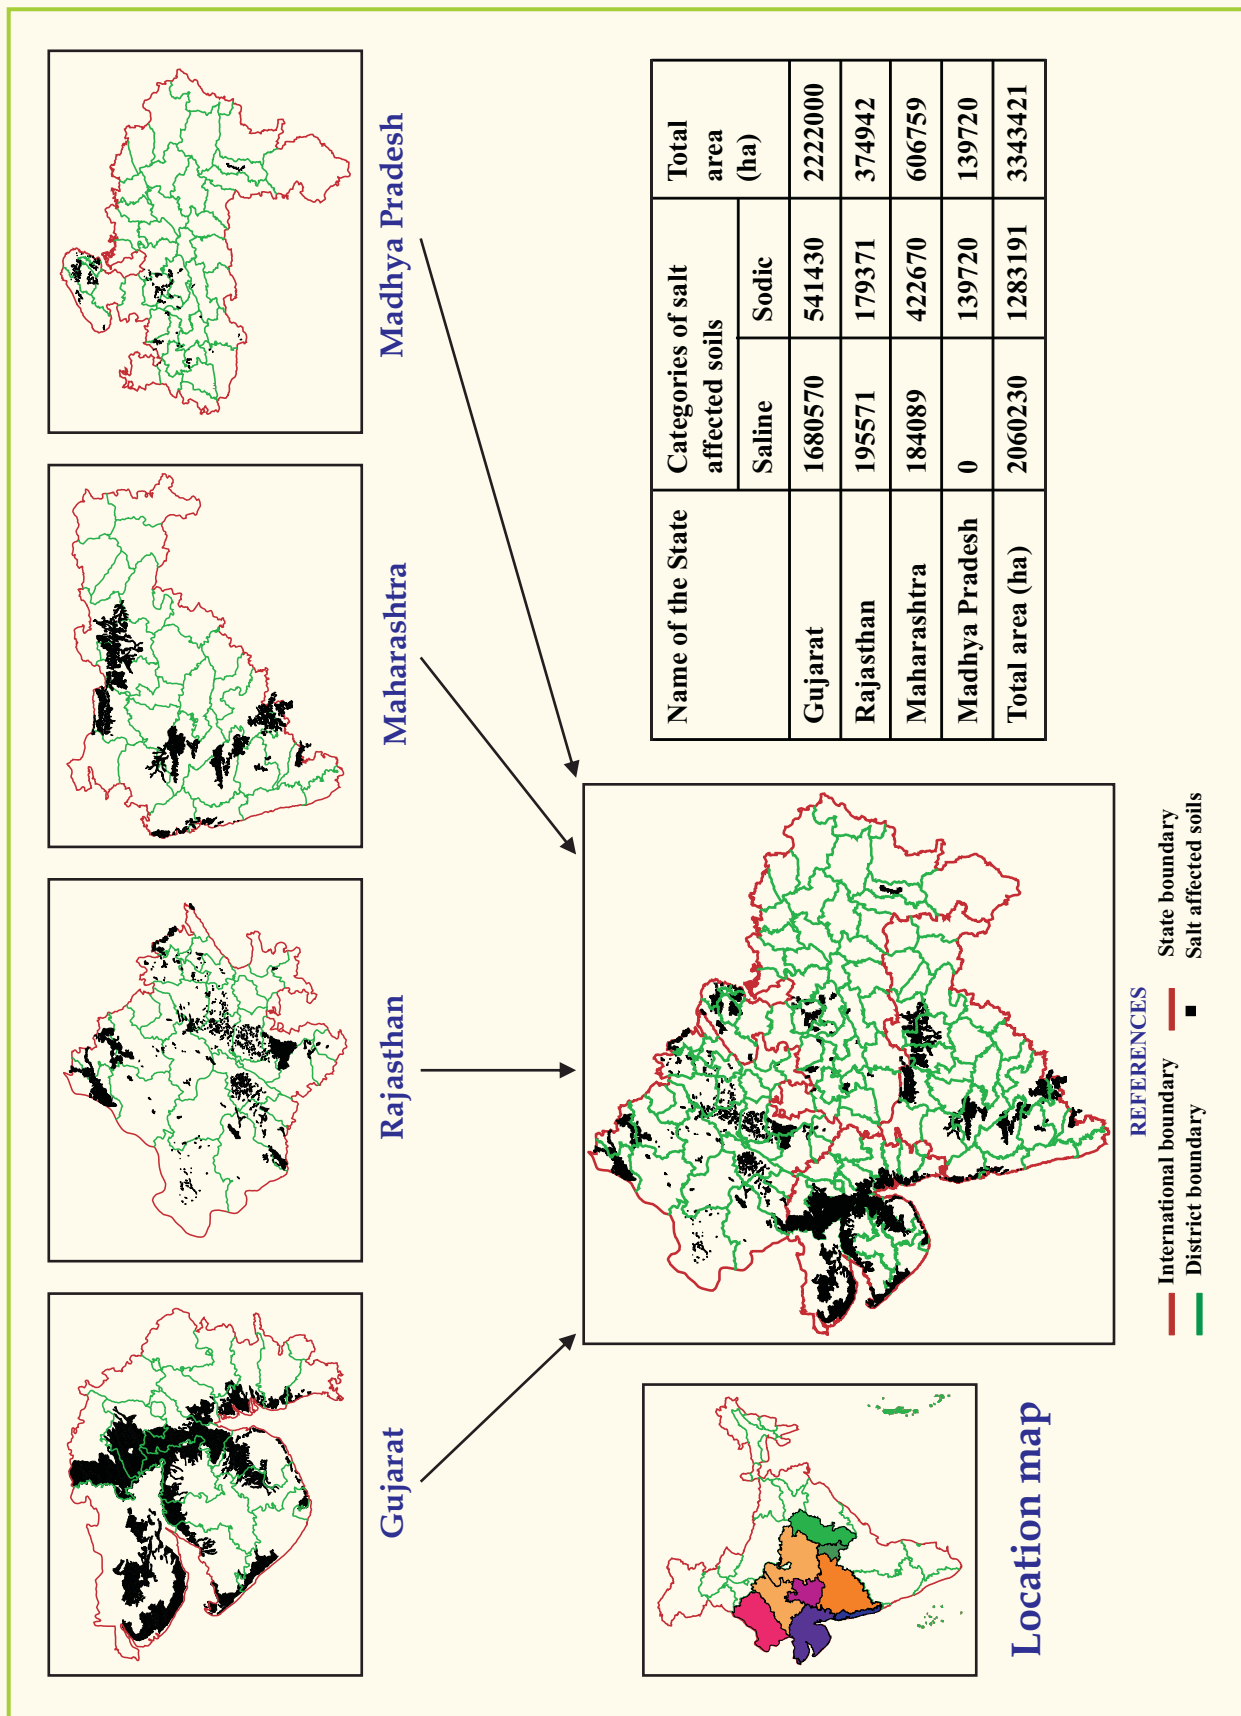 Gujarat
Rajasthan
Maharashtra
Madhya Pradesh
Name of the State
Categories of salt
affected soils
Total
area
(ha)
Saline
Sodic
Gujarat 1680570 541430 2222000
Rajasthan 195571 179371 374942
Maharashtra 184089 422670 606759
Madhya Pradesh 0 139720 139720
Total area (ha) 2060230 1283191 3343421
Location map
REFERENCES
International boundary
State boundary
District boundary
Salt affected soils